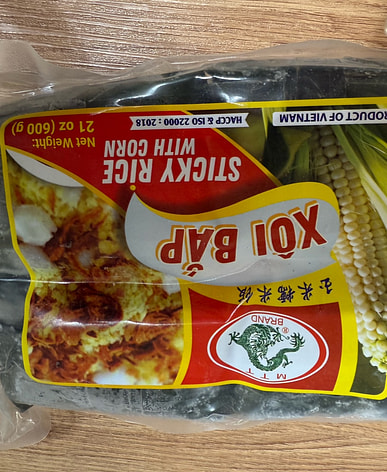 MTT
BRAND
®
玉米糯米飯
XÔI BẮP
STICKY RICE
WITH CORN
HACCP & ISO 22000 : 2018
Net Weight:
21 oz (600 g)
PRODUCT OF VIETNAM